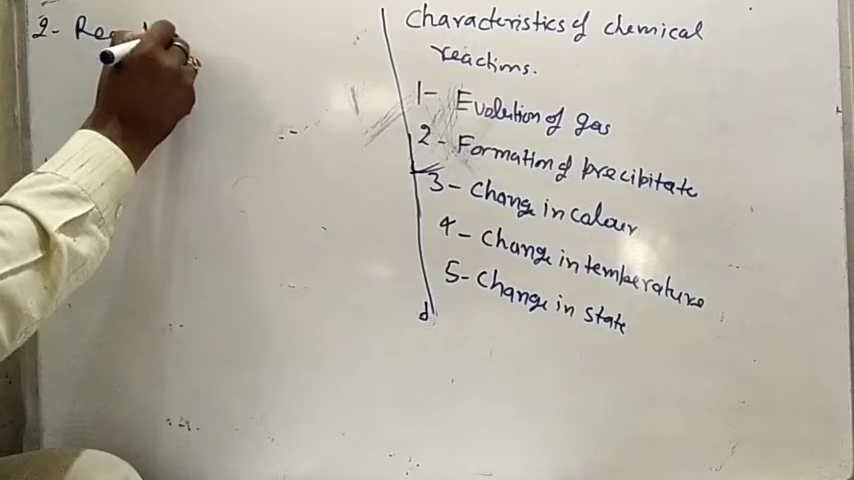 2- Rea
Characteristics of chemical
reactions.
1- Evolution of gas
2- Formation of precipitate
3- Change in colour
4- Change in temperature
5- Change in state
d